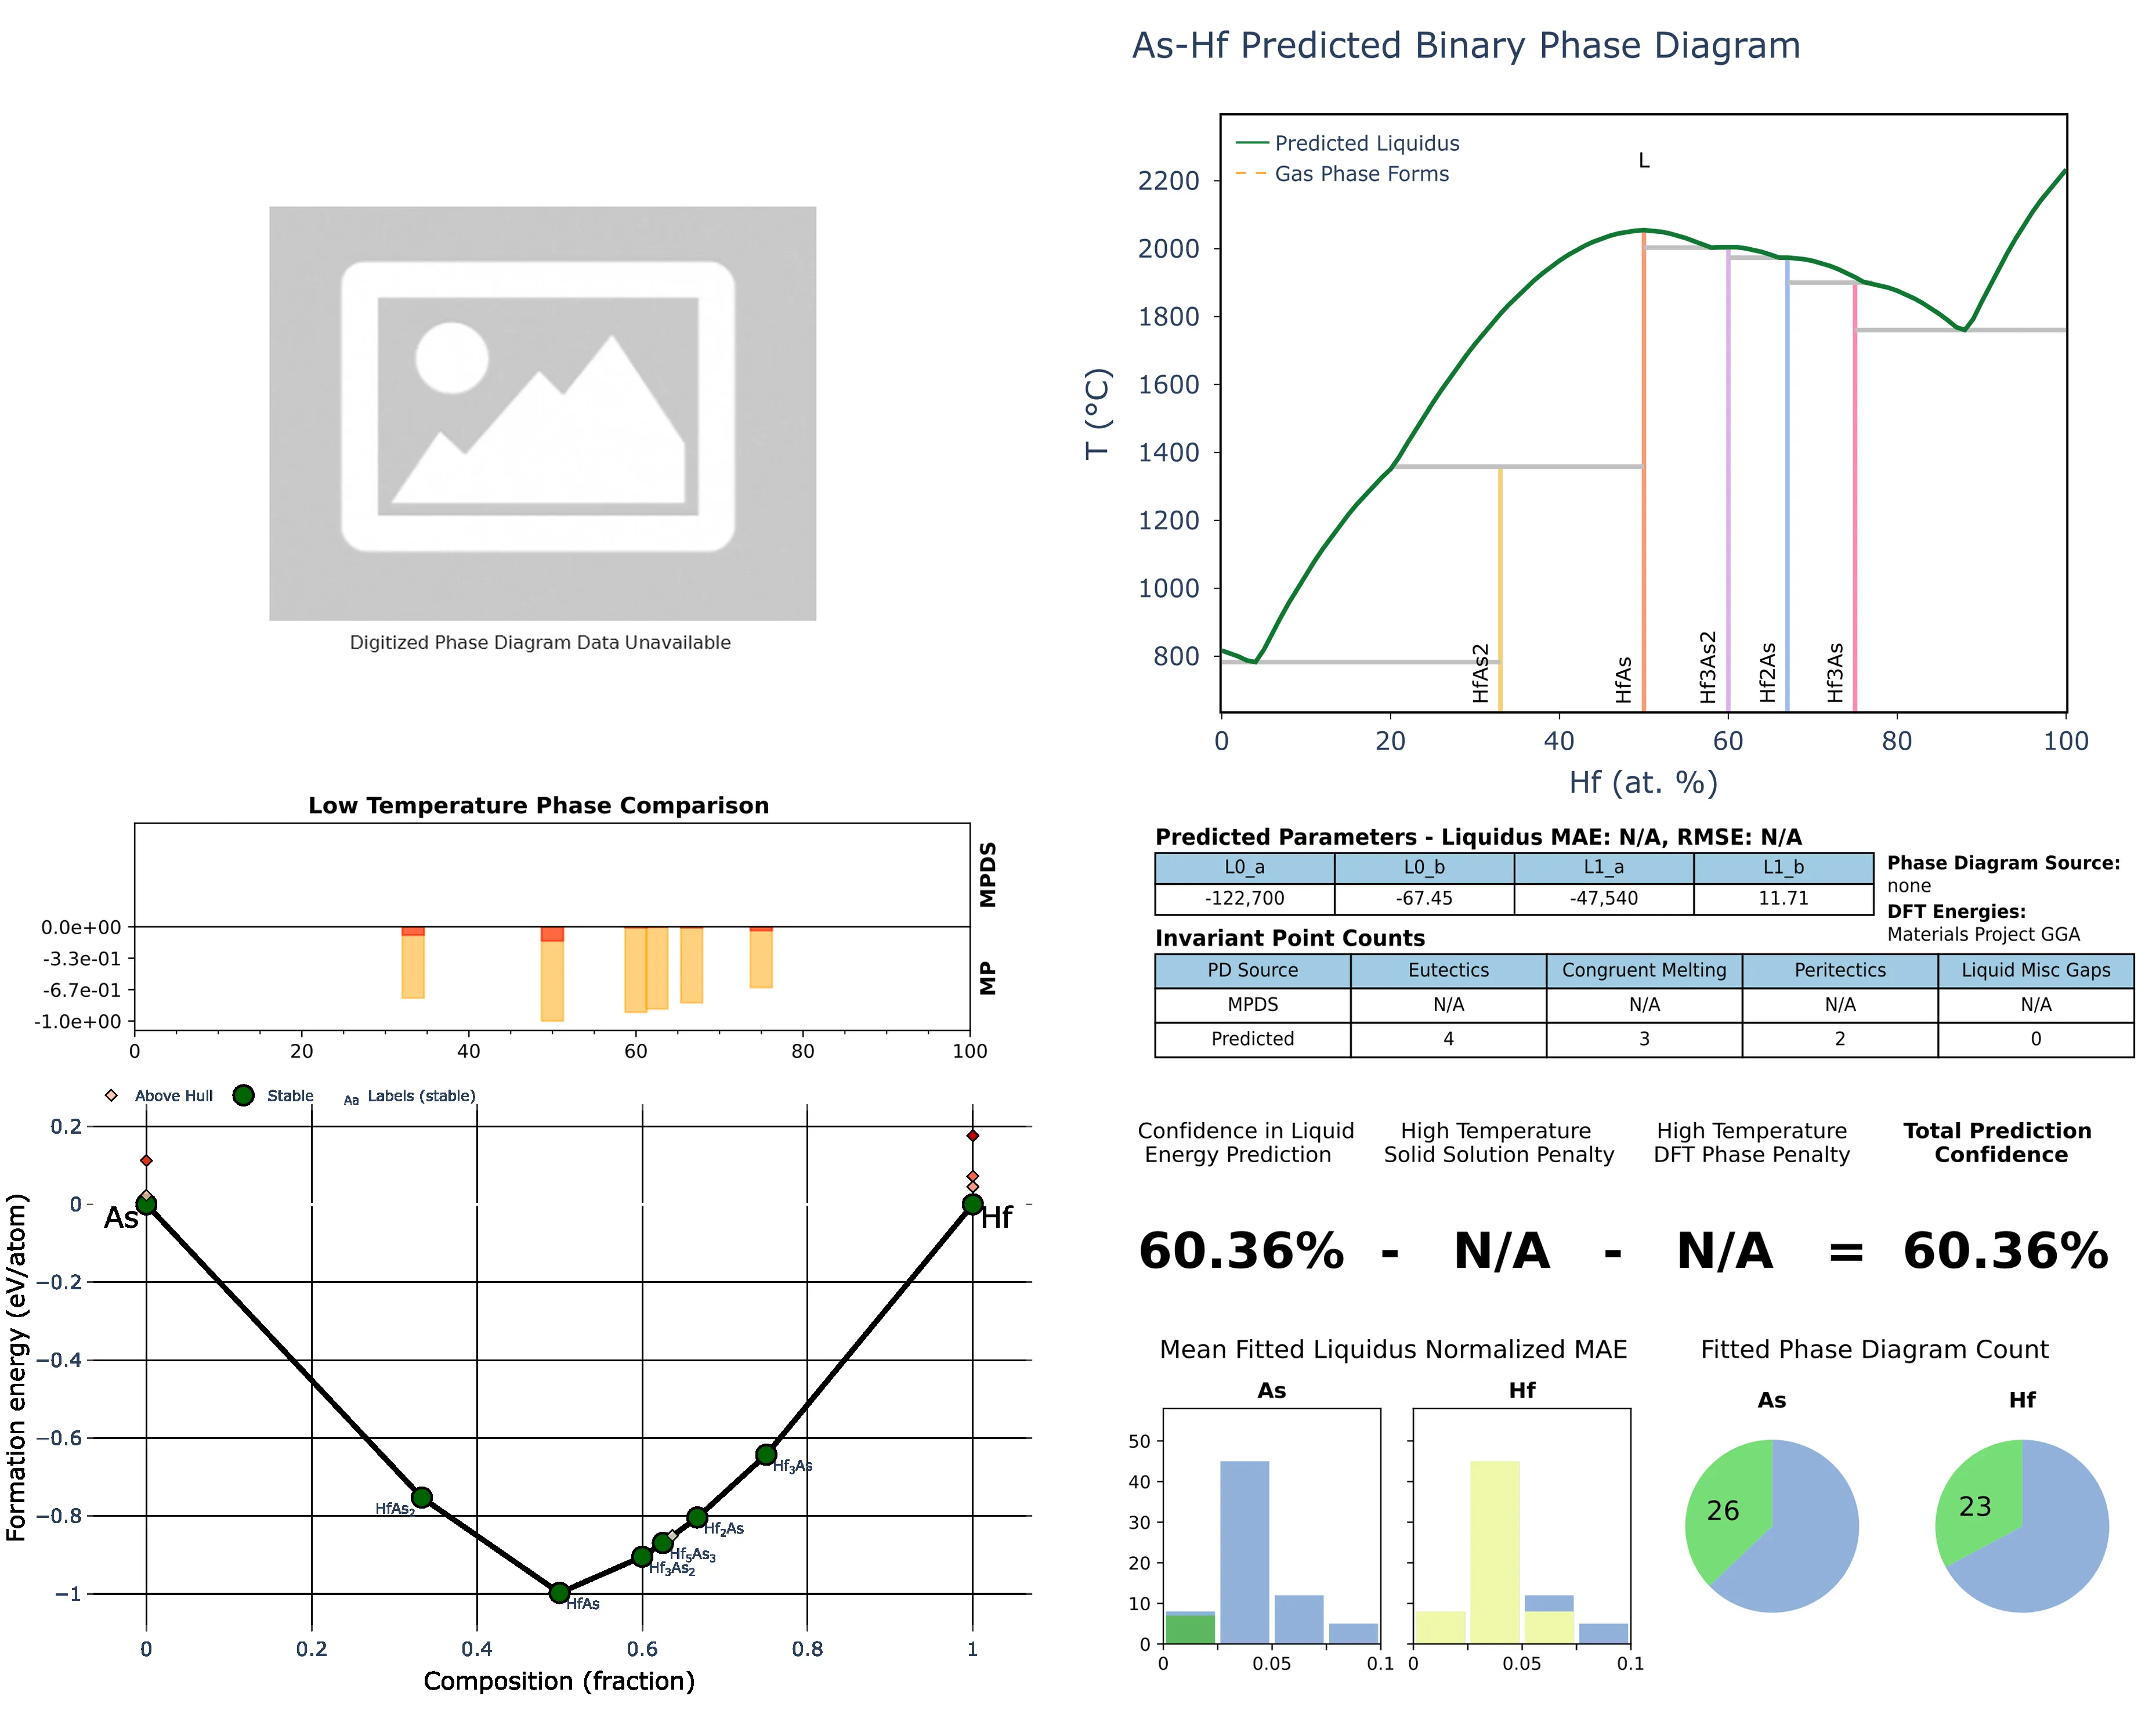 As-Hf Predicted Binary Phase Diagram
Digitized Phase Diagram Data Unavailable
Predicted Liquidus
Gas Phase Forms
L
2200
2000
1800
1600
1400
1200
1000
800
T (°C)
HfAs2
HfAs
Hf3As2
Hf2As
Hf3As
0 20 40 60 80 100
Hf (at. %)
Low Temperature Phase Comparison
MPDS
MP
0.0e+00
-3.3e-01
-6.7e-01
-1.0e+00
0 20 40 60 80 100
Predicted Parameters - Liquidus MAE: N/A, RMSE: N/A
L0_a L0_b L1_a L1_b
-122,700 -67.45 -47,540 11.71
Phase Diagram Source:
none
DFT Energies:
Materials Project GGA
Invariant Point Counts
PD Source Eutectics Congruent Melting Peritectics Liquid Misc Gaps
MPDS N/A N/A N/A N/A
Predicted 4 3 2 0
Above Hull Stable Aa Labels (stable)
0.2
0
−0.2
−0.4
−0.6
−0.8
−1
Formation energy (eV/atom)
As
Hf
HfAs₂
HfAs
Hf₃As₂
Hf₅As₃
Hf₂As
Hf₃As
0 0.2 0.4 0.6 0.8 1
Composition (fraction)
Confidence in Liquid
Energy Prediction
High Temperature
Solid Solution Penalty
High Temperature
DFT Phase Penalty
Total Prediction
Confidence
60.36% - N/A - N/A = 60.36%
Mean Fitted Liquidus Normalized MAE
As
Hf
50
40
30
20
10
0
0 0.05 0.1
0 0.05 0.1
Fitted Phase Diagram Count
As
Hf
26
23